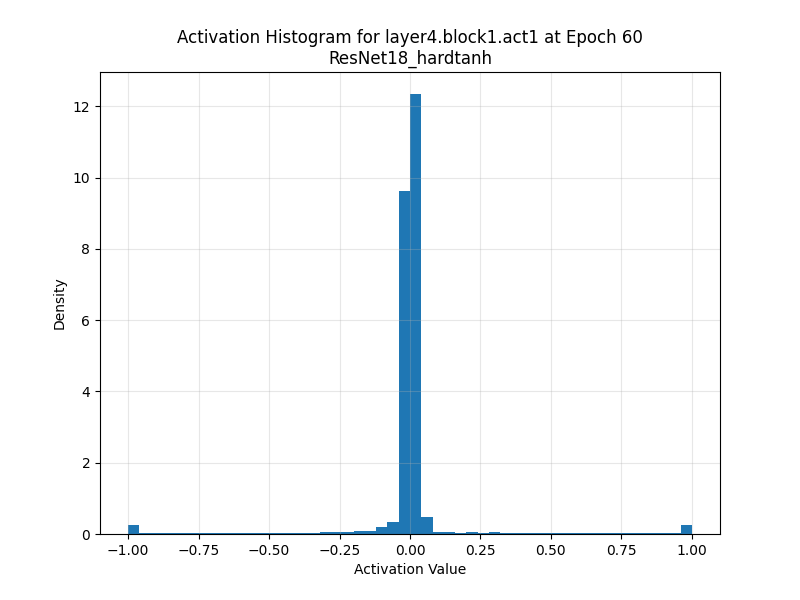 Activation Histogram for layer4.block1.act1 at Epoch 60
ResNet18_hardtanh
12
10
8
6
4
2
0
Density
−1.00 −0.75 −0.50 −0.25 0.00 0.25 0.50 0.75 1.00
Activation Value